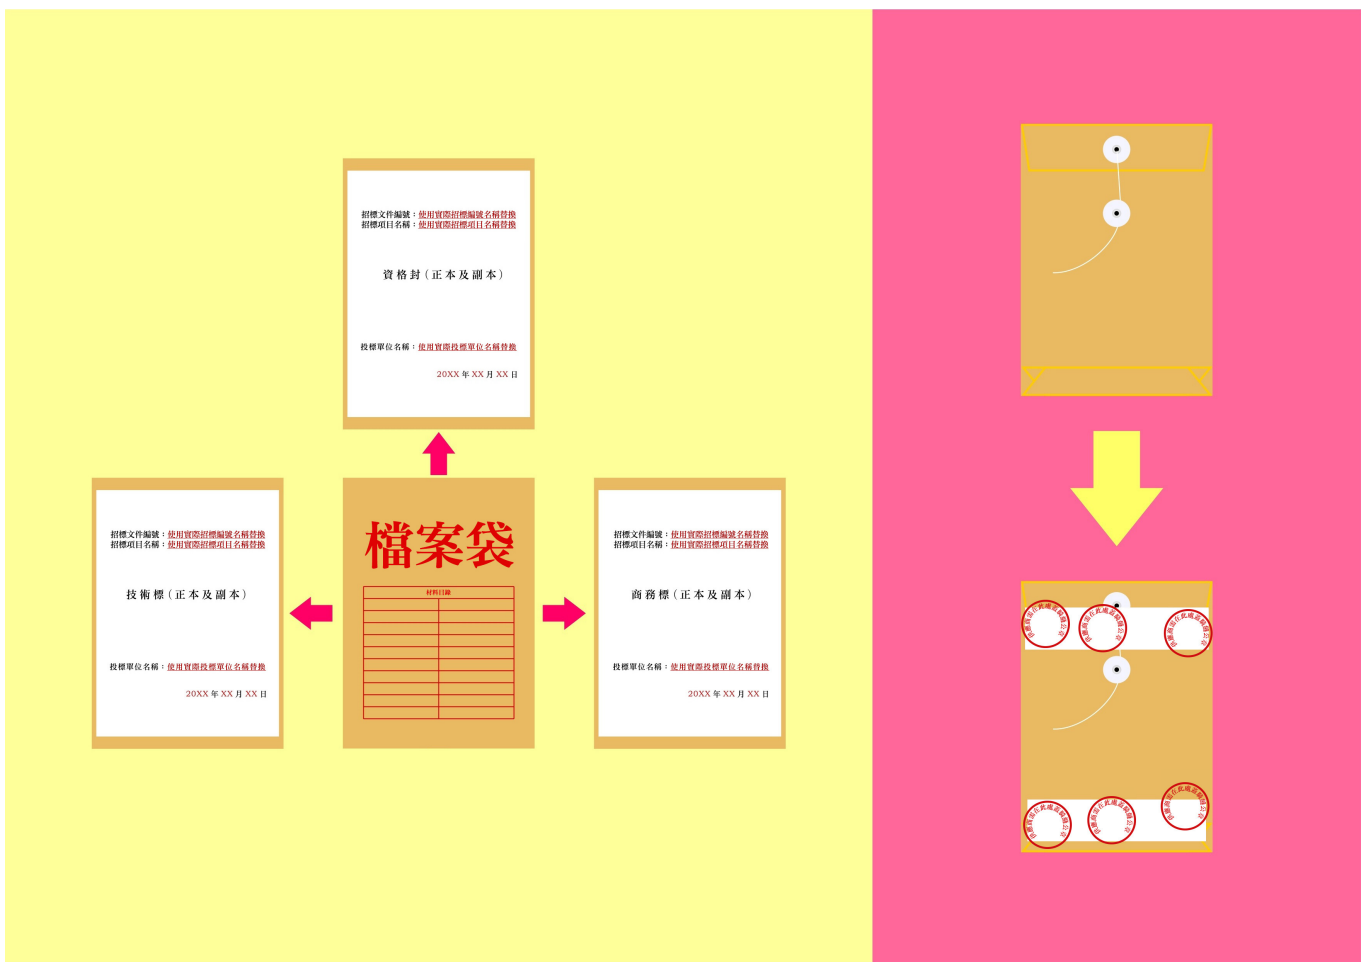 招標文件編號：使用實際招標編號名稱替換
招標項目名稱：使用實際招標項目名稱替換
資格封（正本及副本）
投標單位名稱：使用實際投標單位名稱替換
20XX 年 XX 月 XX 日
招標文件編號：使用實際招標編號名稱替換
招標項目名稱：使用實際招標項目名稱替換
技術標（正本及副本）
投標單位名稱：使用實際投標單位名稱替換
20XX 年 XX 月 XX 日
檔案袋
材料目錄
招標文件編號：使用實際招標編號名稱替換
招標項目名稱：使用實際招標項目名稱替換
商務標（正本及副本）
投標單位名稱：使用實際投標單位名稱替換
20XX 年 XX 月 XX 日